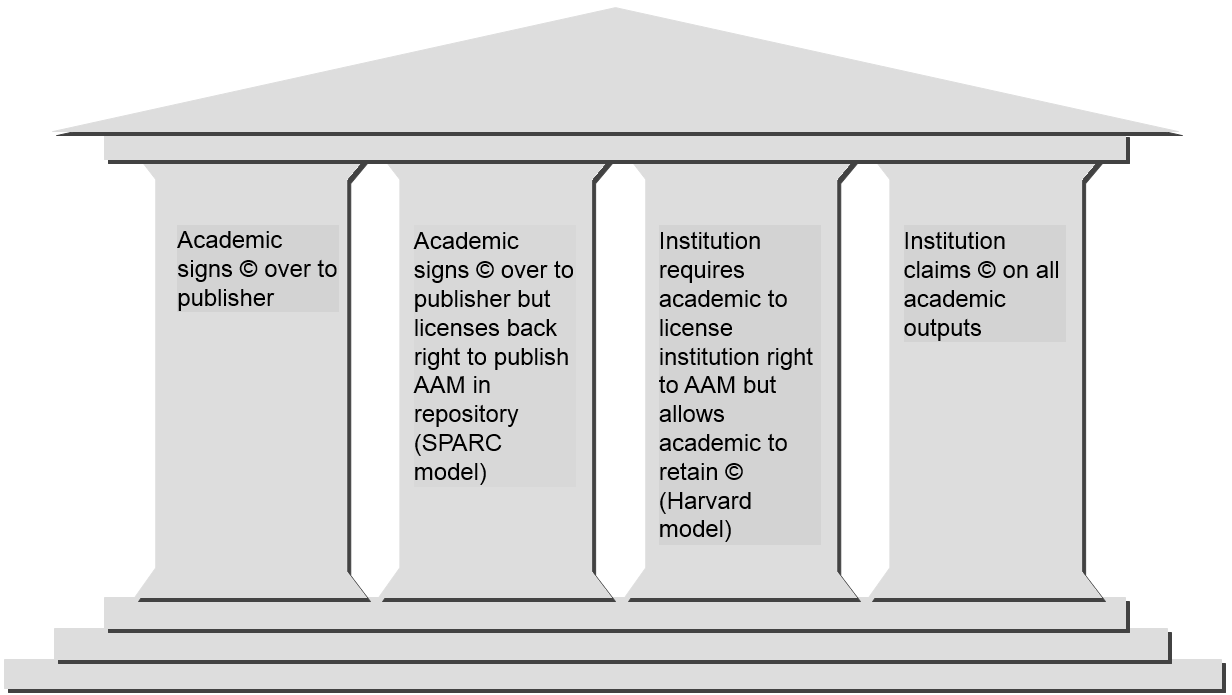 Academic
signs © over to
publisher
Academic
signs © over to
publisher but
licenses back
right to publish
AAM in
repository
(SPARC
model)
Institution
requires
academic to
license
institution right
to AAM but
allows
academic to
retain ©
(Harvard
model)
Institution
claims © on all
academic
outputs